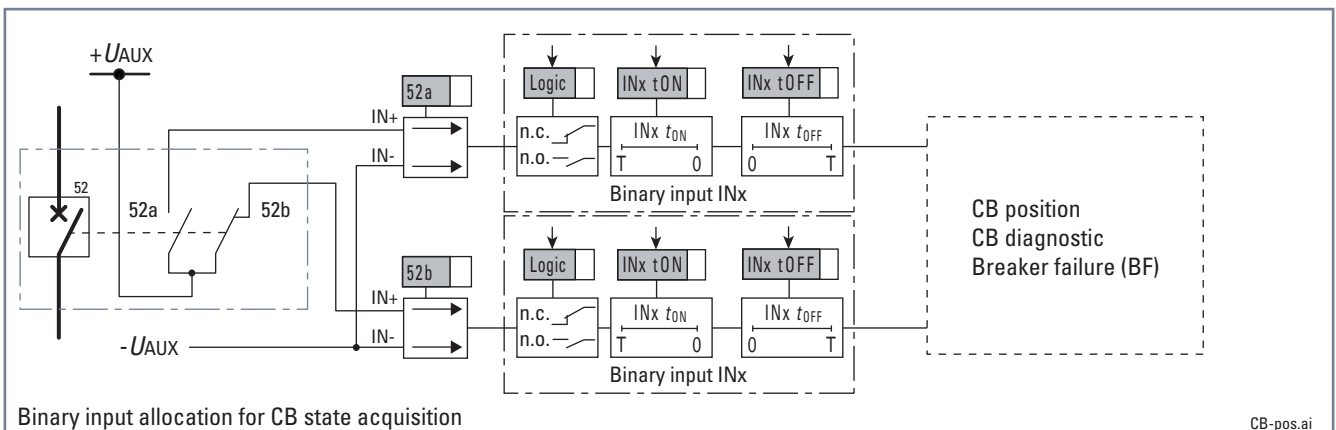 +UAUX
52a
IN+
IN-
Logic
INx tON
INx tOFF
n.c.
n.o.
INx tON
T 0
INx tOFF
0 T
Binary input INx
52
52a
52b
52b
IN+
IN-
-UAUX
Logic
INx tON
INx tOFF
n.c.
n.o.
INx tON
T 0
INx tOFF
0 T
Binary input INx
CB position
CB diagnostic
Breaker failure (BF)
Binary input allocation for CB state acquisition
CB-pos.ai